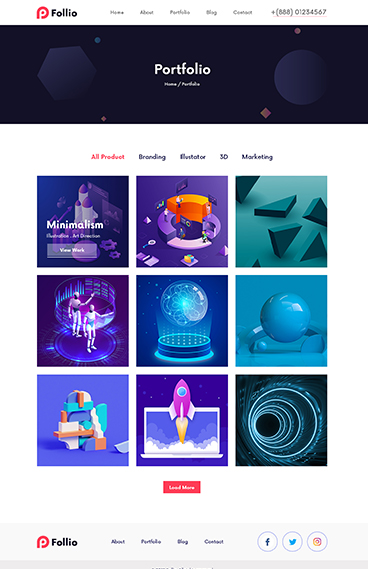 Follio
Home About Portfolio Blog Contact +(888) 01234567
Portfolio
Home / Portfolio
All Product Branding Illustator 3D Marketing
Minimalism
Illustration . Art Direction
View Work
Load More
Follio
About Portfolio Blog Contact